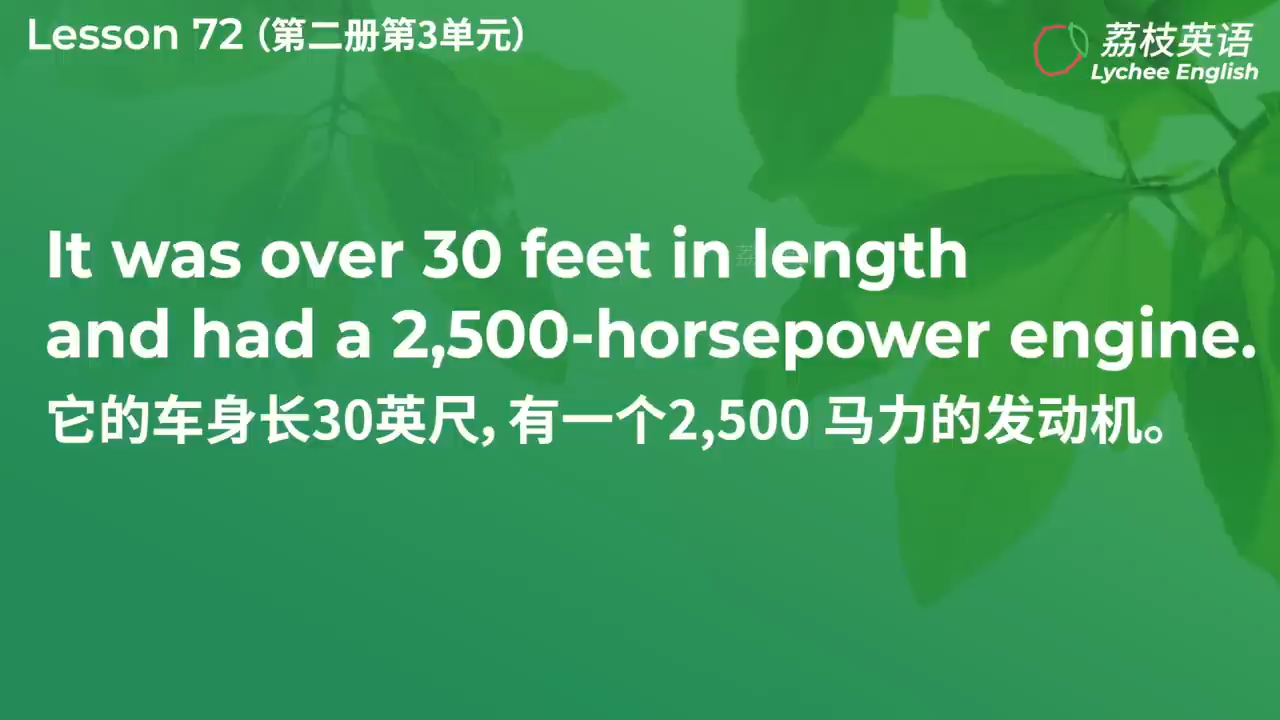 Lesson 72（第二册第3单元）
荔枝英语
Lychee English
It was over 30 feet in length
and had a 2,500-horsepower engine.
它的车身长30英尺，有一个2,500 马力的发动机。